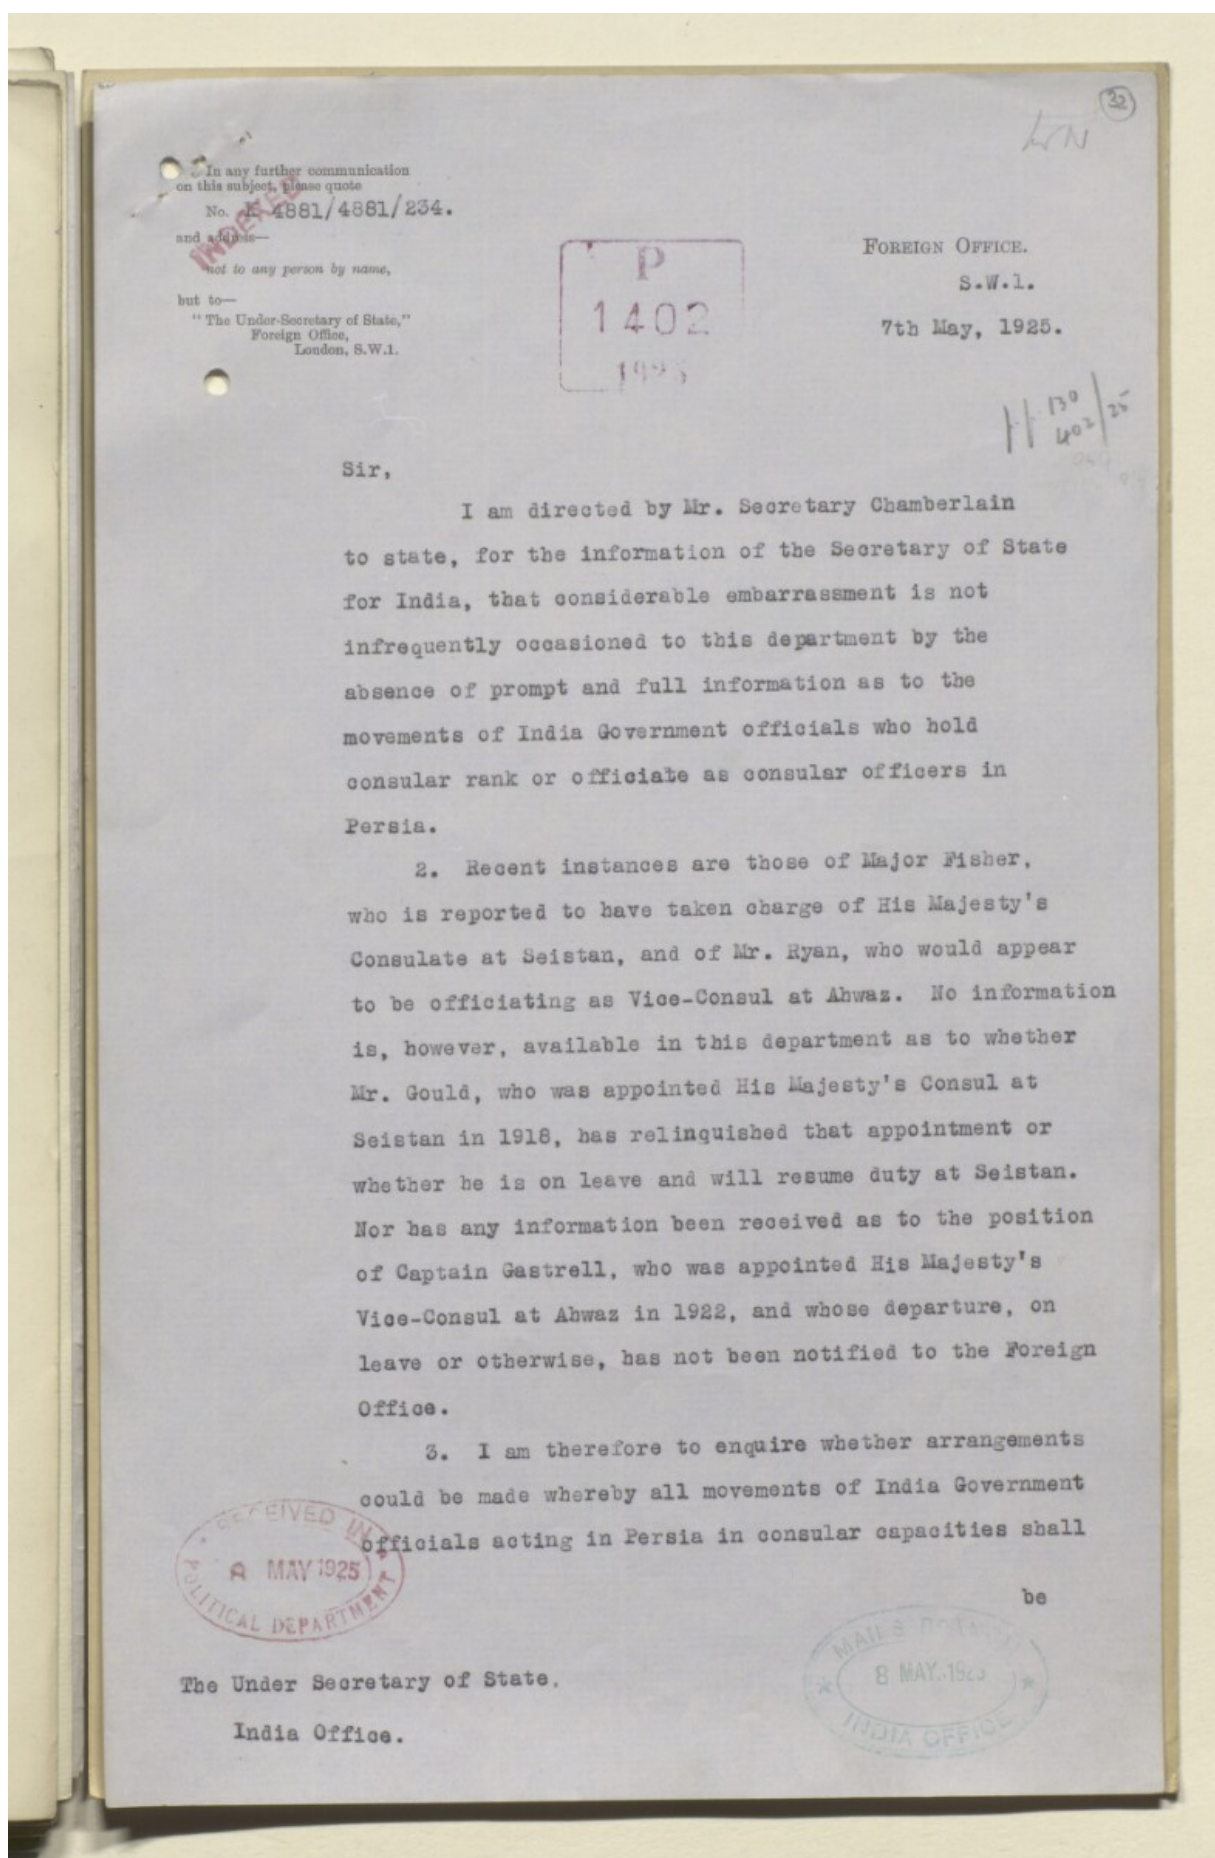 32
In any further communication
on this subject, please quote
No. K 4881/4881/234.
and address—
not to any person by name,
but to—
"The Under-Secretary of State,"
Foreign Office,
London, S.W.1.
INDEXED
P
1402
1925
FOREIGN OFFICE.
S.W.1.
7th May, 1925.
Sir,
I am directed by Mr. Secretary Chamberlain
to state, for the information of the Secretary of State
for India, that considerable embarrassment is not
infrequently occasioned to this department by the
absence of prompt and full information as to the
movements of India Government officials who hold
consular rank or officiate as consular officers in
Persia.
2. Recent instances are those of Major Fisher,
who is reported to have taken charge of His Majesty's
Consulate at Seistan, and of Mr. Ryan, who would appear
to be officiating as Vice-Consul at Ahwaz. No information
is, however, available in this department as to whether
Mr. Gould, who was appointed His Majesty's Consul at
Seistan in 1918, has relinquished that appointment or
whether he is on leave and will resume duty at Seistan.
Nor has any information been received as to the position
of Captain Gastrell, who was appointed His Majesty's
Vice-Consul at Ahwaz in 1922, and whose departure, on
leave or otherwise, has not been notified to the Foreign
Office.
3. I am therefore to enquire whether arrangements
could be made whereby all movements of India Government
officials acting in Persia in consular capacities shall
be
RECEIVED IN
MAY 1925
POLITICAL DEPARTMENT
MAILS
8 MAY. 1925
INDIA OFFICE
The Under Secretary of State,
India Office.